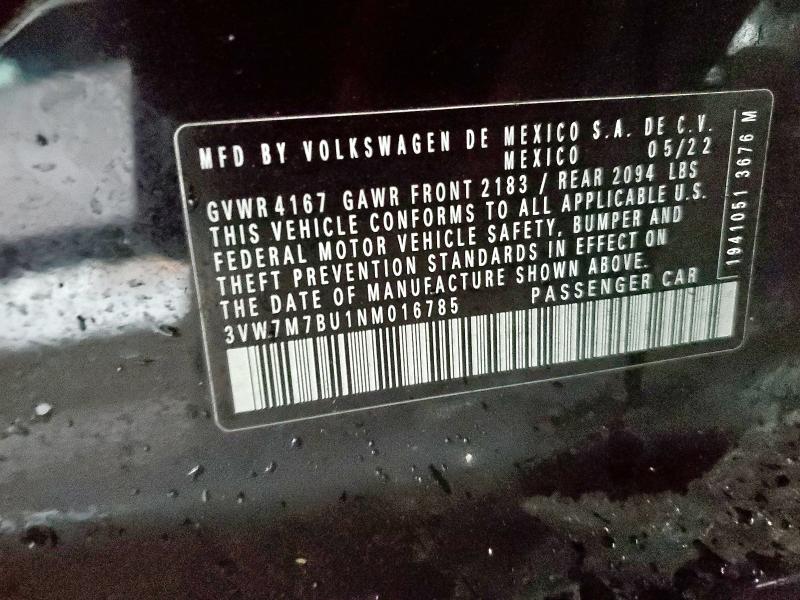 MFD BY VOLKSWAGEN DE MEXICO S.A. DE C.V.
MEXICO 05/22
GVWR 4167 GAWR FRONT 2183 / REAR 2094 LBS
THIS VEHICLE CONFORMS TO ALL APPLICABLE U.S.
FEDERAL MOTOR VEHICLE SAFETY, BUMPER AND
THEFT PREVENTION STANDARDS IN EFFECT ON
THE DATE OF MANUFACTURE SHOWN ABOVE.
3VW7M7BU1NM016785 PASSENGER CAR
1941051 3676 M